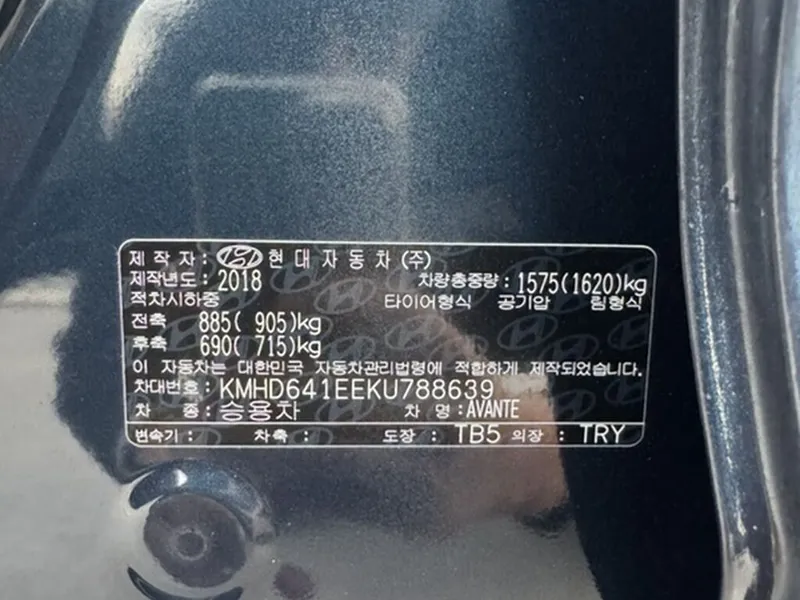 제 작 자 : 현대자동차(주)
제작년도 : 2018 차량총중량 : 1575(1620)kg
적차시하중 타이어형식 공기압 림형식
전축 885( 905)kg
후축 690( 715)kg
이 자동차는 대한민국 자동차관리법령에 적합하게 제작되었습니다.
차대번호 : KMHD641EEKU788639
차 종 : 승용차 차 명 : AVANTE
변속기 : 차축 : 도장 : TB5 의장 : TRY